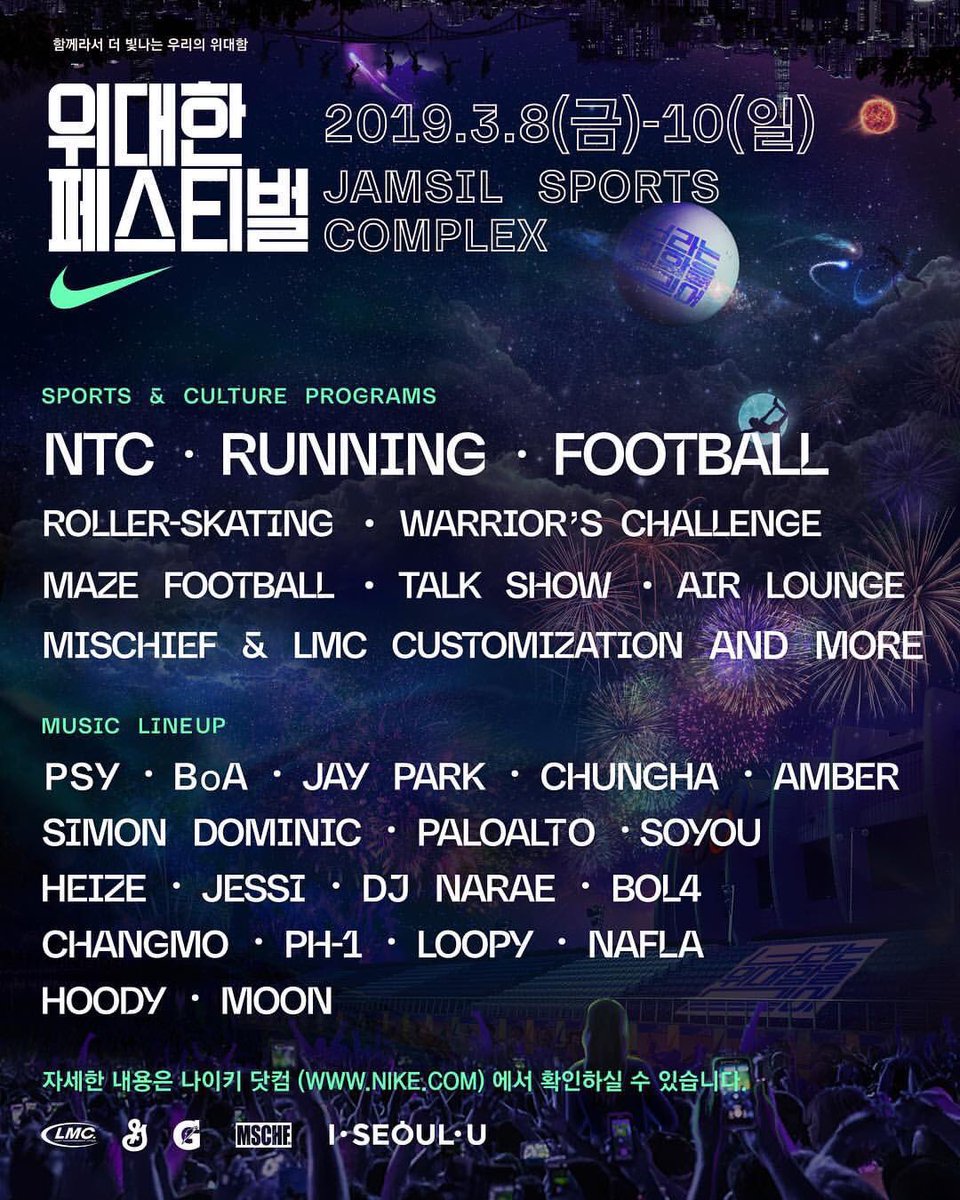 함께라서 더 빛나는 우리의 위대함
위대한
페스티벌
2019.3.8(금)-10(일)
JAMSIL SPORTS
COMPLEX
SPORTS & CULTURE PROGRAMS
NTC · RUNNING · FOOTBALL
ROLLER-SKATING · WARRIOR'S CHALLENGE
MAZE FOOTBALL · TALK SHOW · AIR LOUNGE
MISCHIEF & LMC CUSTOMIZATION AND MORE
MUSIC LINEUP
PSY · BoA · JAY PARK · CHUNGHA · AMBER
SIMON DOMINIC · PALOALTO · SOYOU
HEIZE · JESSI · DJ NARAE · BOL4
CHANGMO · PH-1 · LOOPY · NAFLA
HOODY · MOON
자세한 내용은 나이키 닷컴 (WWW.NIKE.COM) 에서 확인하실 수 있습니다.
LMC. G MSCHF I·SEOUL·U